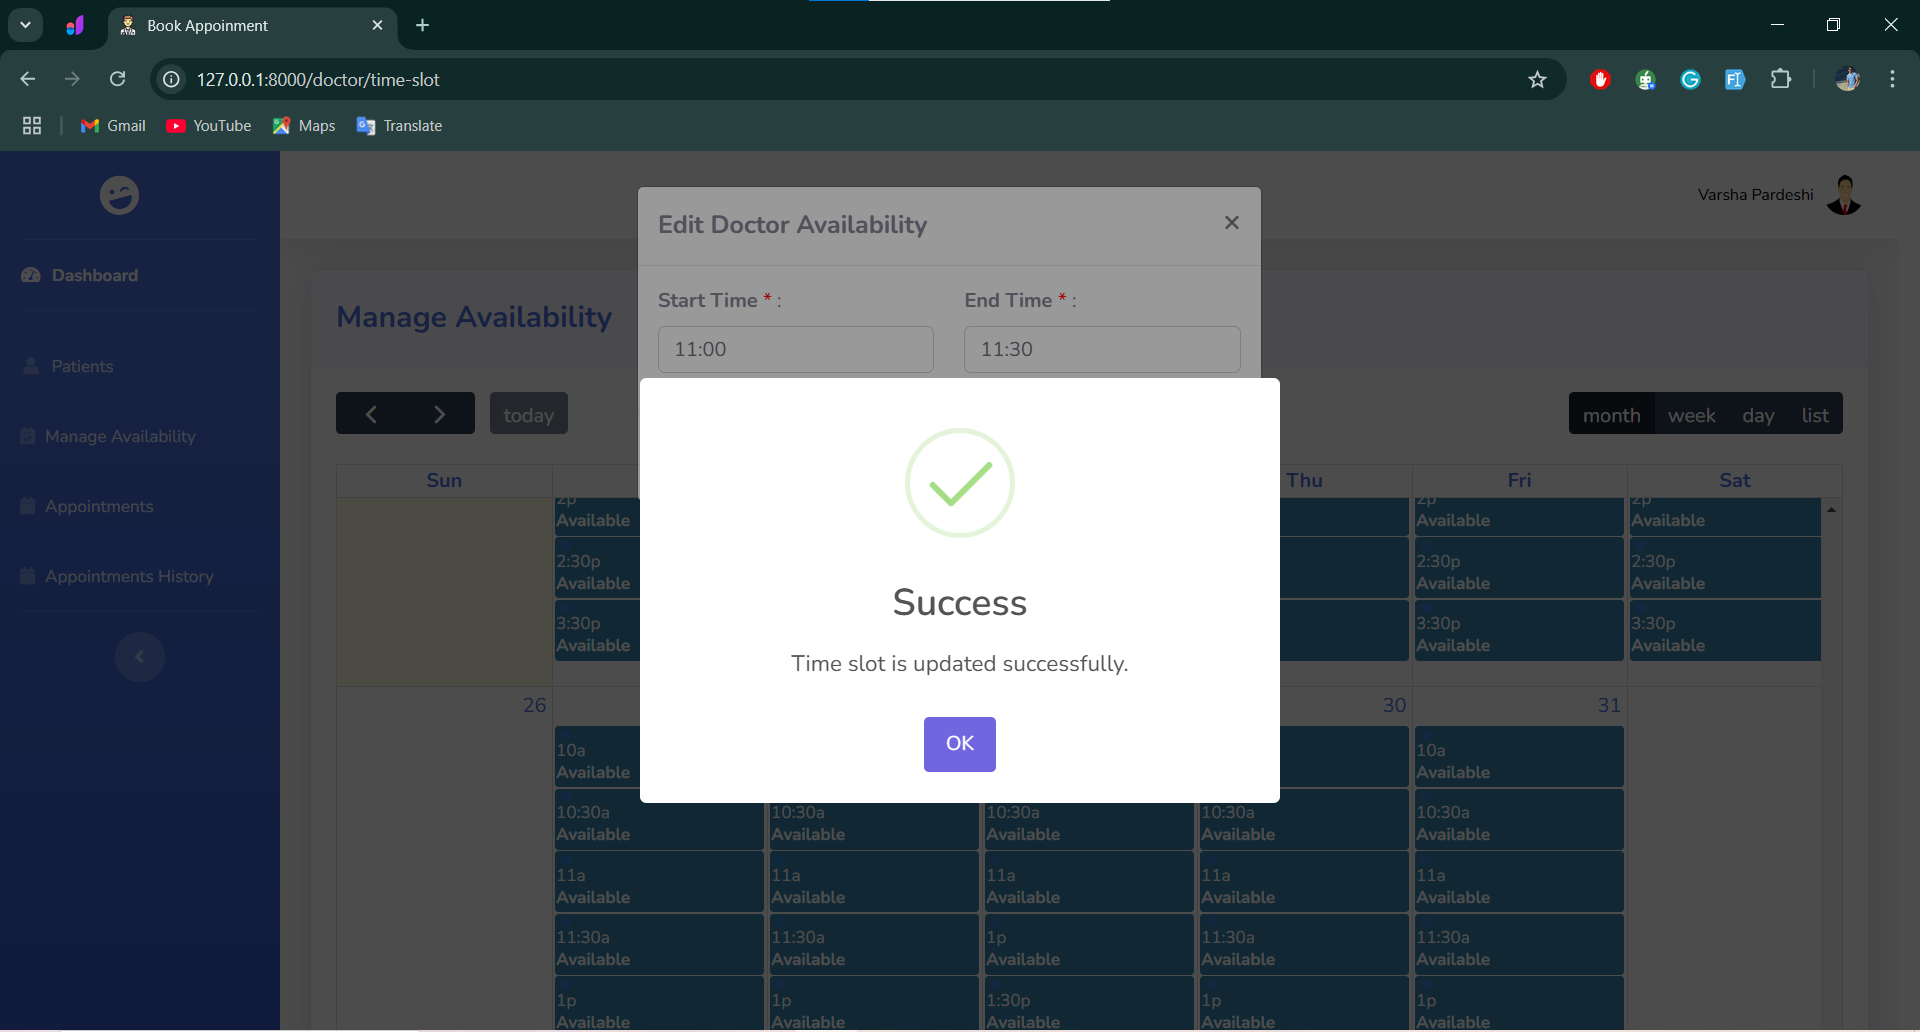 Book Appoinment
127.0.0.1:8000/doctor/time-slot
Gmail YouTube Maps Translate
Varsha Pardeshi
Dashboard
Patients
Manage Availability
Appointments
Appointments History
Edit Doctor Availability
Start Time * : End Time * :
11:00 11:30
Manage Availability
today
month week day list
Success
Time slot is updated successfully.
OK
Sun Thu Fri Sat
2p 2p 2p
Available Available Available
2:30p 2:30p 2:30p
Available Available Available
3:30p 3:30p 3:30p
Available Available Available
26 30 31
10a 10a
Available Available
10:30a 10:30a 10:30a 10:30a 10:30a
Available Available Available Available Available
11a 11a 11a 11a 11a
Available Available Available Available Available
11:30a 11:30a 1p 11:30a 11:30a
Available Available Available Available Available
1p 1p 1:30p 1p 1p
Available Available Available Available Available